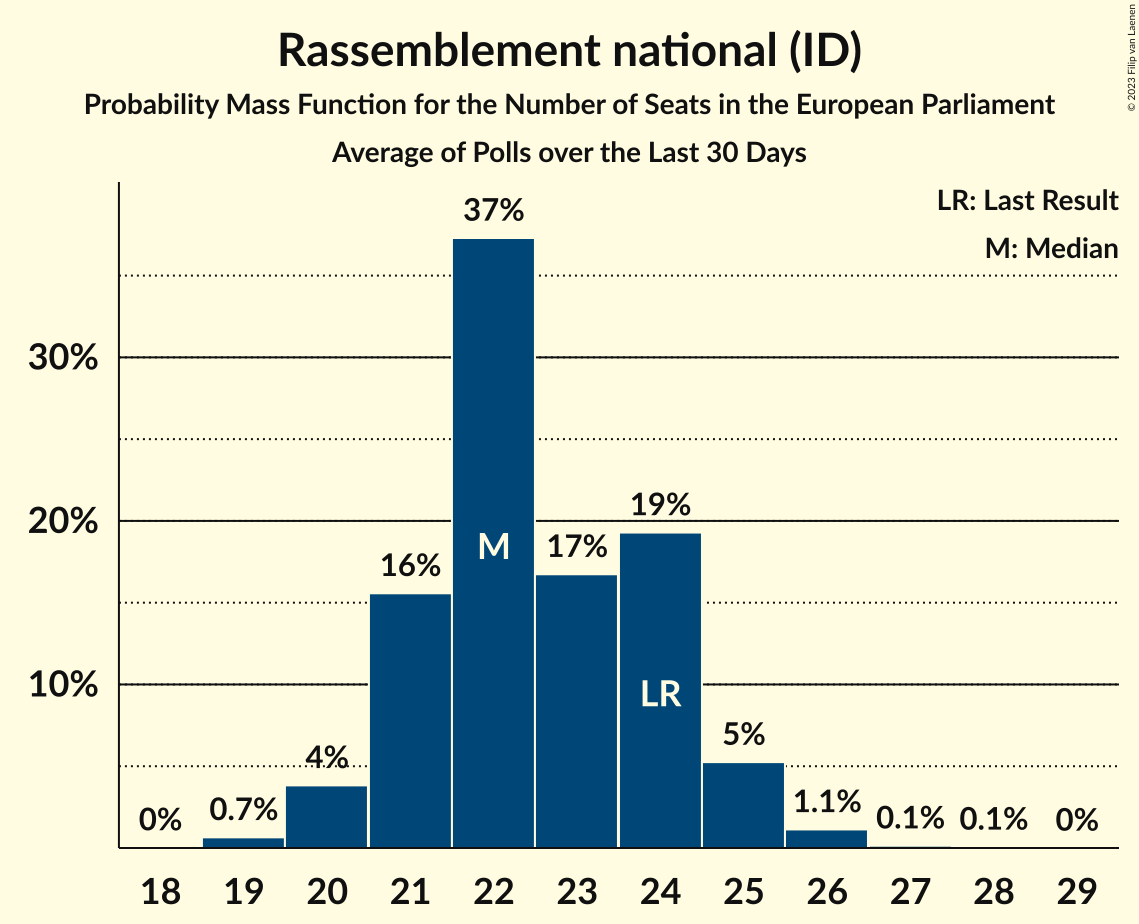 Rassemblement national (ID)
Probability Mass Function for the Number of Seats in the European Parliament
Average of Polls over the Last 30 Days
© 2023 Filip van Laenen
LR: Last Result
M: Median
30%
20%
10%
0%
0.7%
4%
16%
37%
17%
19%
5%
1.1%
0.1%
0.1%
0%
M
LR
18 19 20 21 22 23 24 25 26 27 28 29